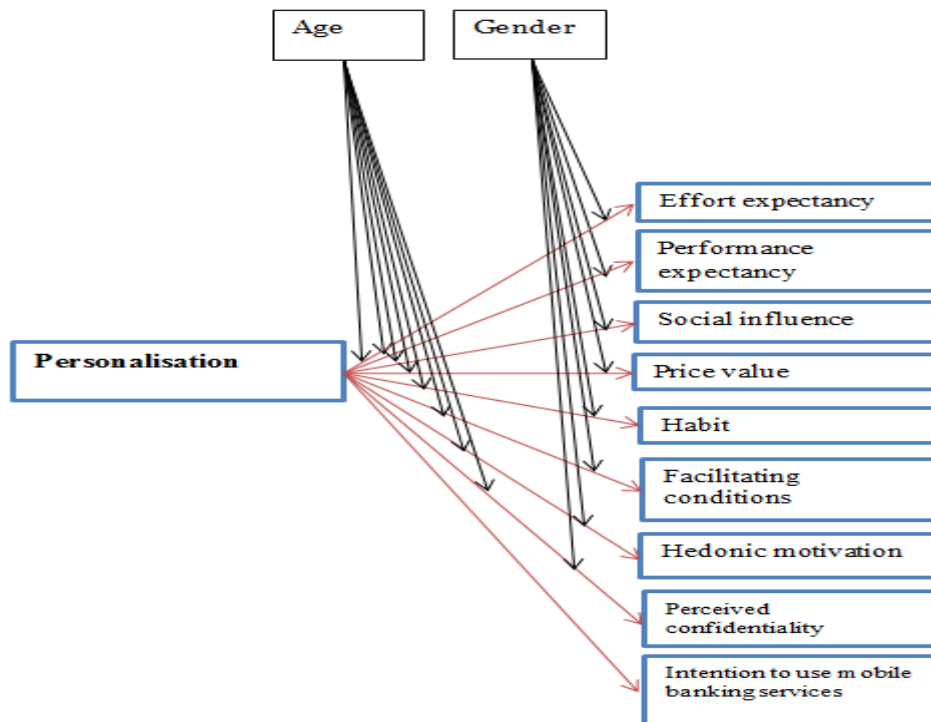 Age
Gender
Effort expectancy
Performance
expectancy
Social influence
Personalisation
Price value
Habit
Facilitating
conditions
Hedonic motivation
Perceived
confidentiality
Intention to use mobile
banking services